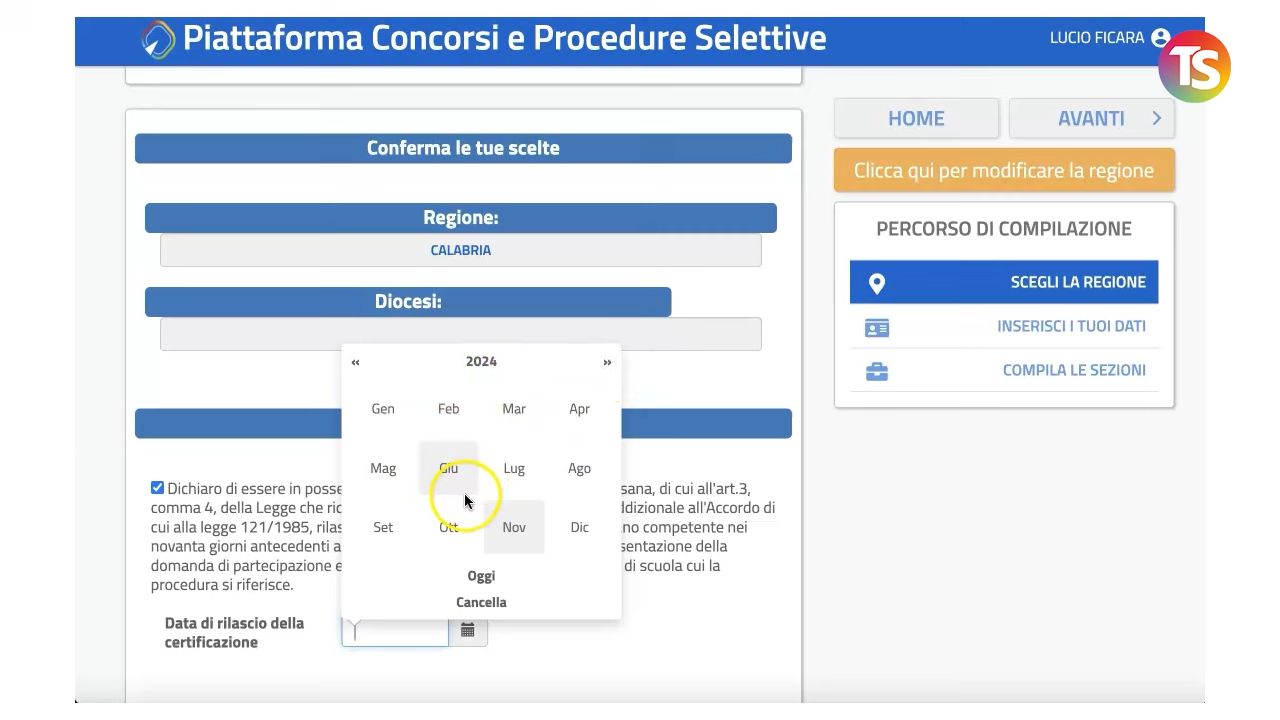 Piattaforma Concorsi e Procedure Selettive
LUCIO FICARA
TS
HOME
AVANTI
Clicca qui per modificare la regione
PERCORSO DI COMPILAZIONE
SCEGLI LA REGIONE
INSERISCI I TUOI DATI
COMPILA LE SEZIONI
Conferma le tue scelte
Regione:
CALABRIA
Diocesi:
« 2024 »
Gen Feb Mar Apr
Mag Giu Lug Ago
Set Ott Nov Dic
Oggi
Cancella
Dichiaro di essere in posse sana, di cui all'art.3,
comma 4, della Legge che ric ddizionale all'Accordo di
cui alla legge 121/1985, rilas no competente nei
novanta giorni antecedenti a sentazione della
domanda di partecipazione e di scuola cui la
procedura si riferisce.
Data di rilascio della
certificazione